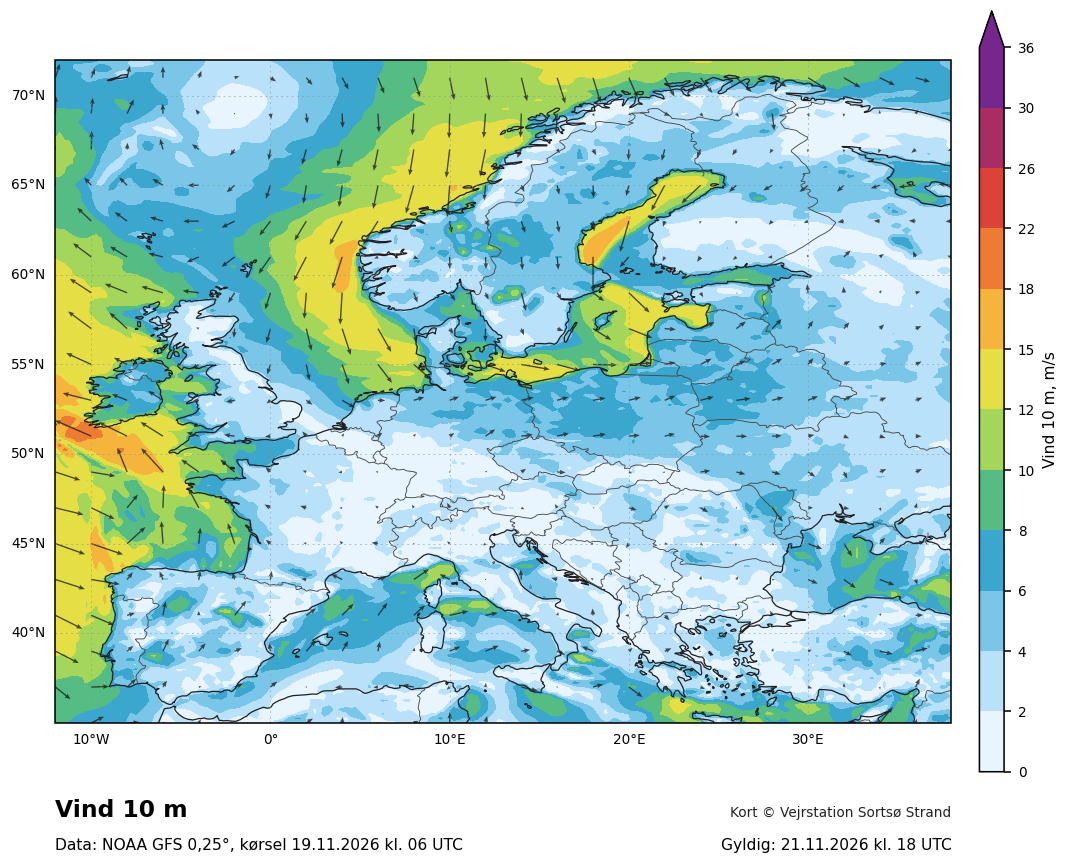 36
30
26
22
18
15
12
10
8
6
4
2
0
Vind 10 m, m/s
70°N
65°N
60°N
55°N
50°N
45°N
40°N
10°W
0°
10°E
20°E
30°E
Vind 10 m
Kort © Vejrstation Sortsø Strand
Data: NOAA GFS 0,25°, kørsel 19.11.2026 kl. 06 UTC
Gyldig: 21.11.2026 kl. 18 UTC